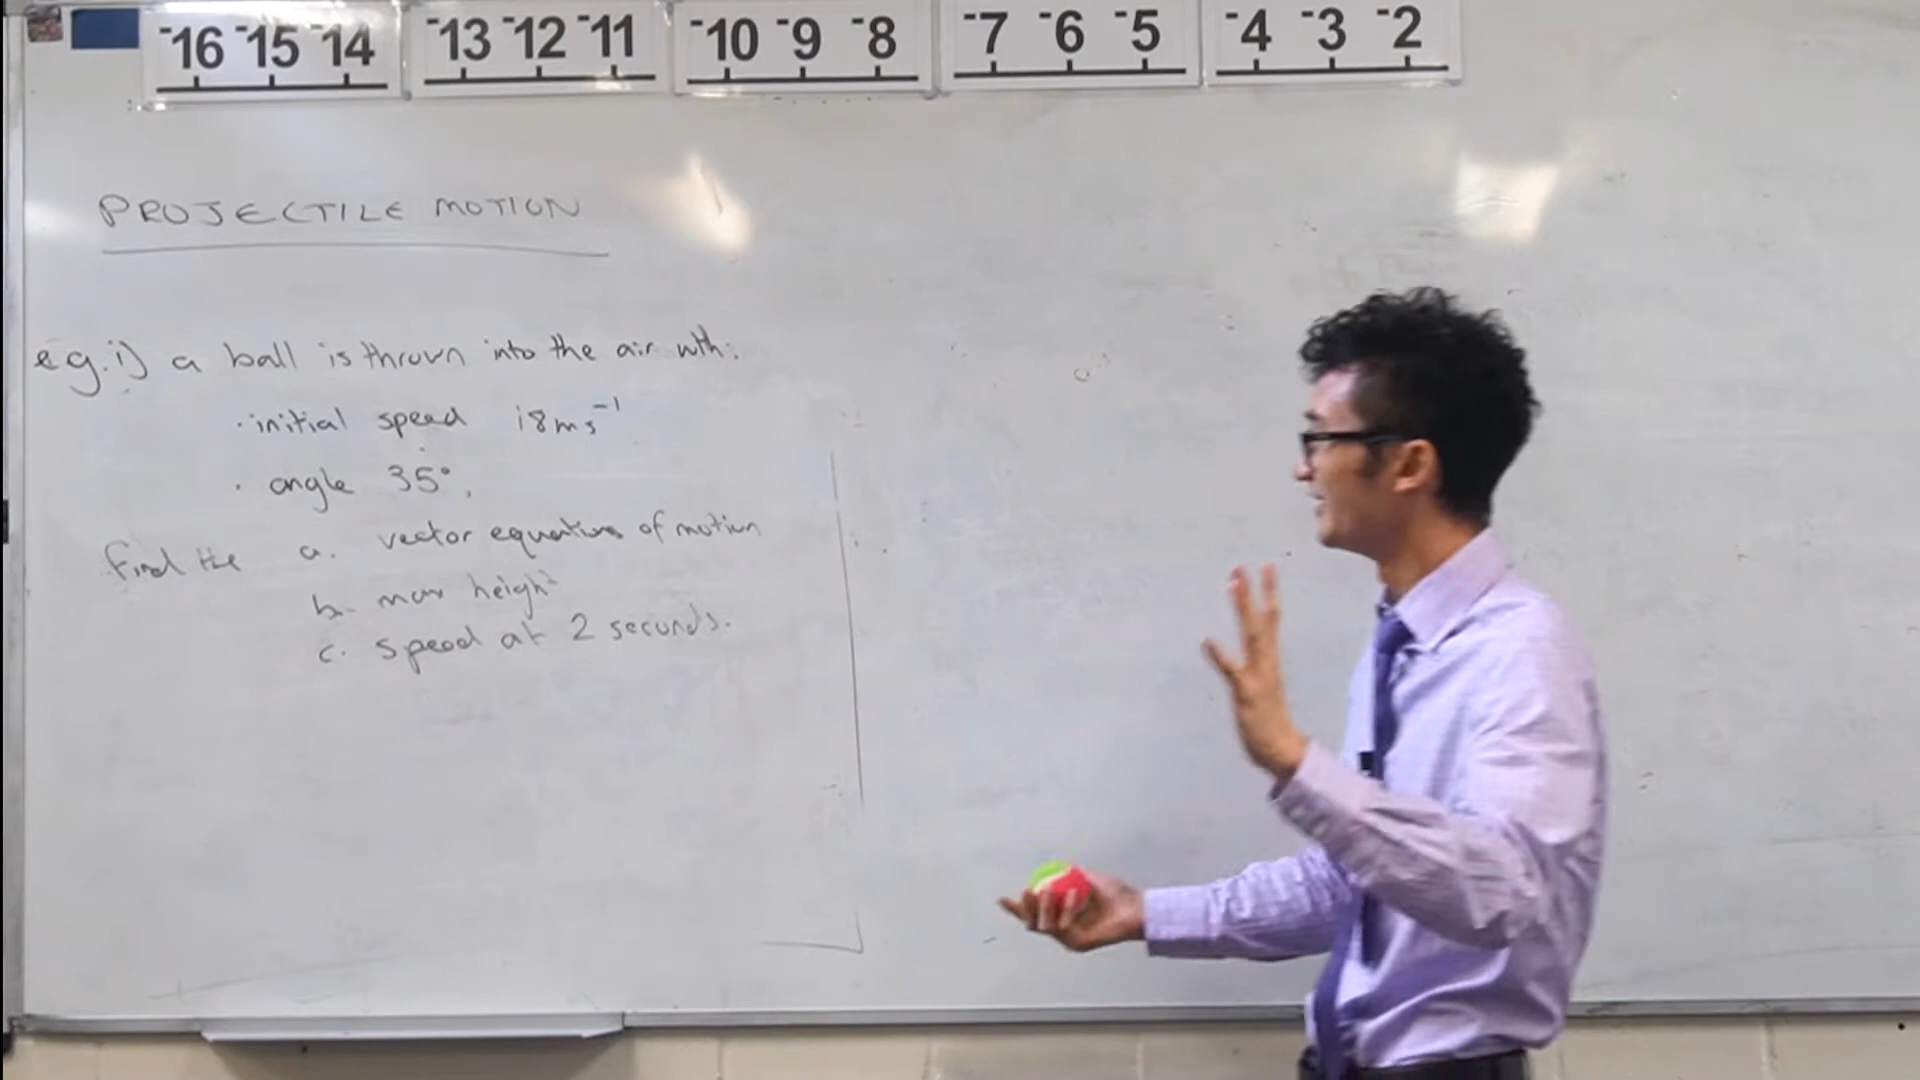 -16 -15 -14 -13 -12 -11 -10 -9 -8 -7 -6 -5 -4 -3 -2
PROJECTILE MOTION
e.g. i) a ball is thrown into the air with:
· initial speed 18ms⁻¹
· angle 35°.
Find the a. vector equations of motion
b. max height
c. speed at 2 seconds.